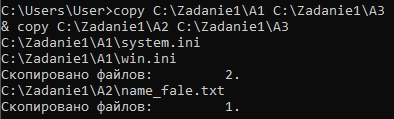 C:\Users\User>copy C:\Zadanie1\A1 C:\Zadanie1\A3
& copy C:\Zadanie1\A2 C:\Zadanie1\A3
C:\Zadanie1\A1\system.ini
C:\Zadanie1\A1\win.ini
Скопировано файлов:         2.
C:\Zadanie1\A2\name_fale.txt
Скопировано файлов:         1.